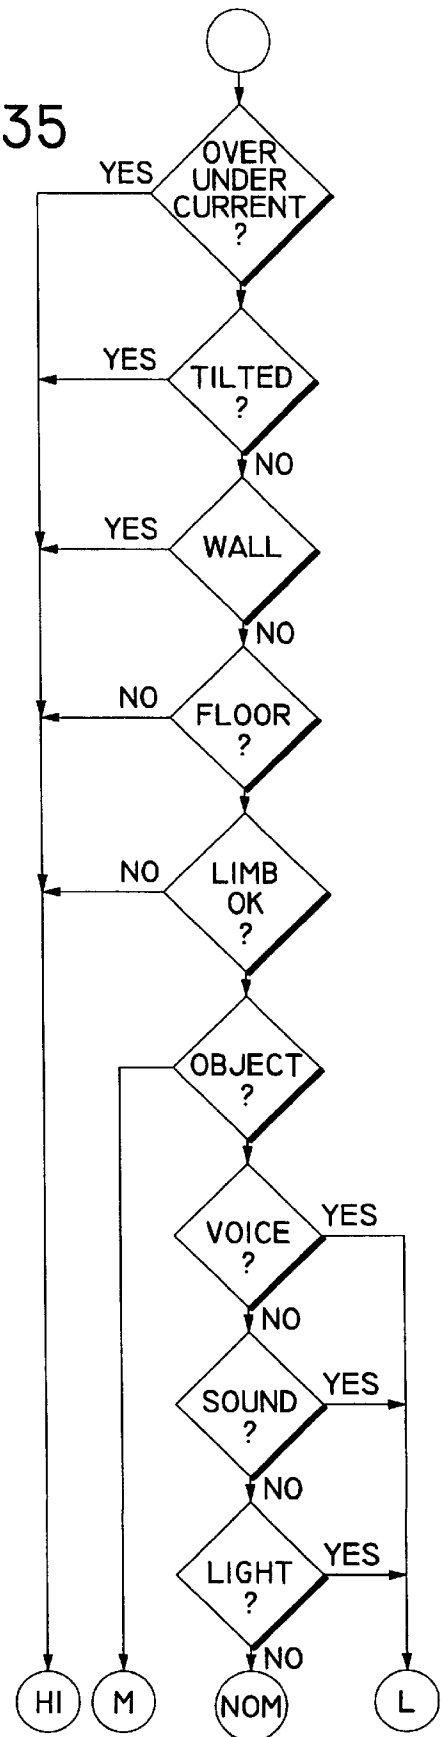 35
YES
OVER
UNDER
CURRENT
?
YES
TILTED
?
NO
YES
WALL
NO
NO
FLOOR
?
NO
LIMB
OK
?
OBJECT
?
VOICE
?
YES
NO
SOUND
?
YES
NO
LIGHT
?
YES
NO
HI
M
NOM
L